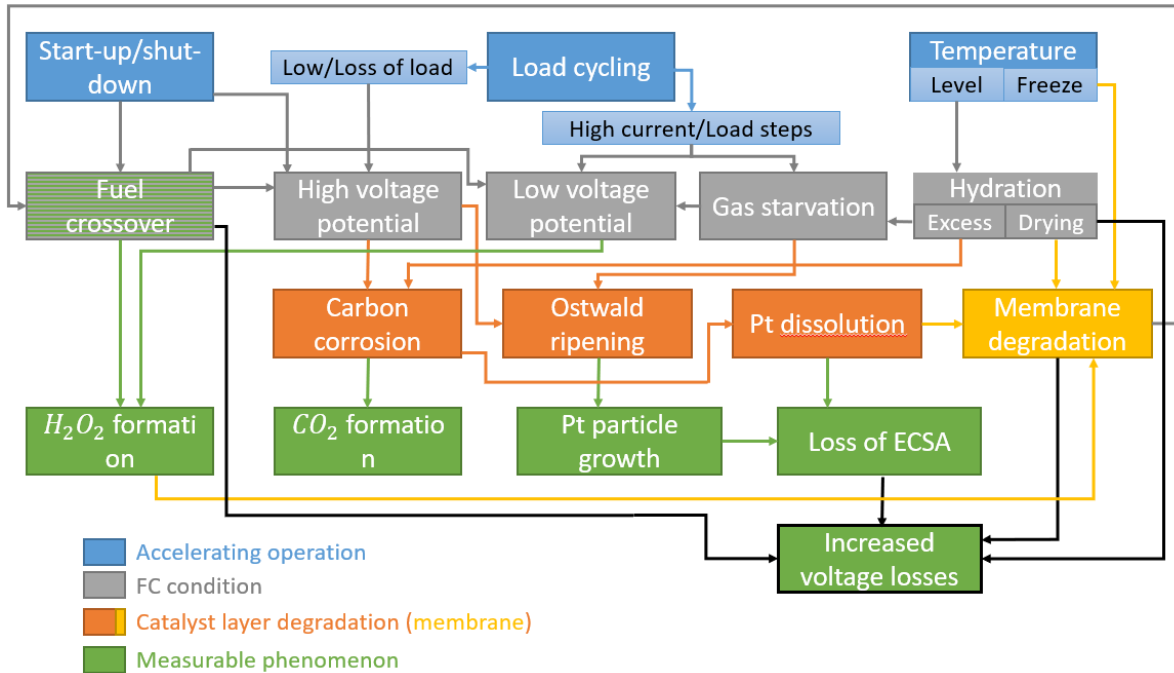 Start-up/shut-
down
Low/Loss of load
Load cycling
Temperature
Level
Freeze
High current/Load steps
Fuel
crossover
High voltage
potential
Low voltage
potential
Gas starvation
Hydration
Excess
Drying
Carbon
corrosion
Ostwald
ripening
Pt dissolution
Membrane
degradation
H₂O₂ formati
on
CO₂ formatio
n
Pt particle
growth
Loss of ECSA
Increased
voltage losses
Accelerating operation
FC condition
Catalyst layer degradation (membrane)
Measurable phenomenon